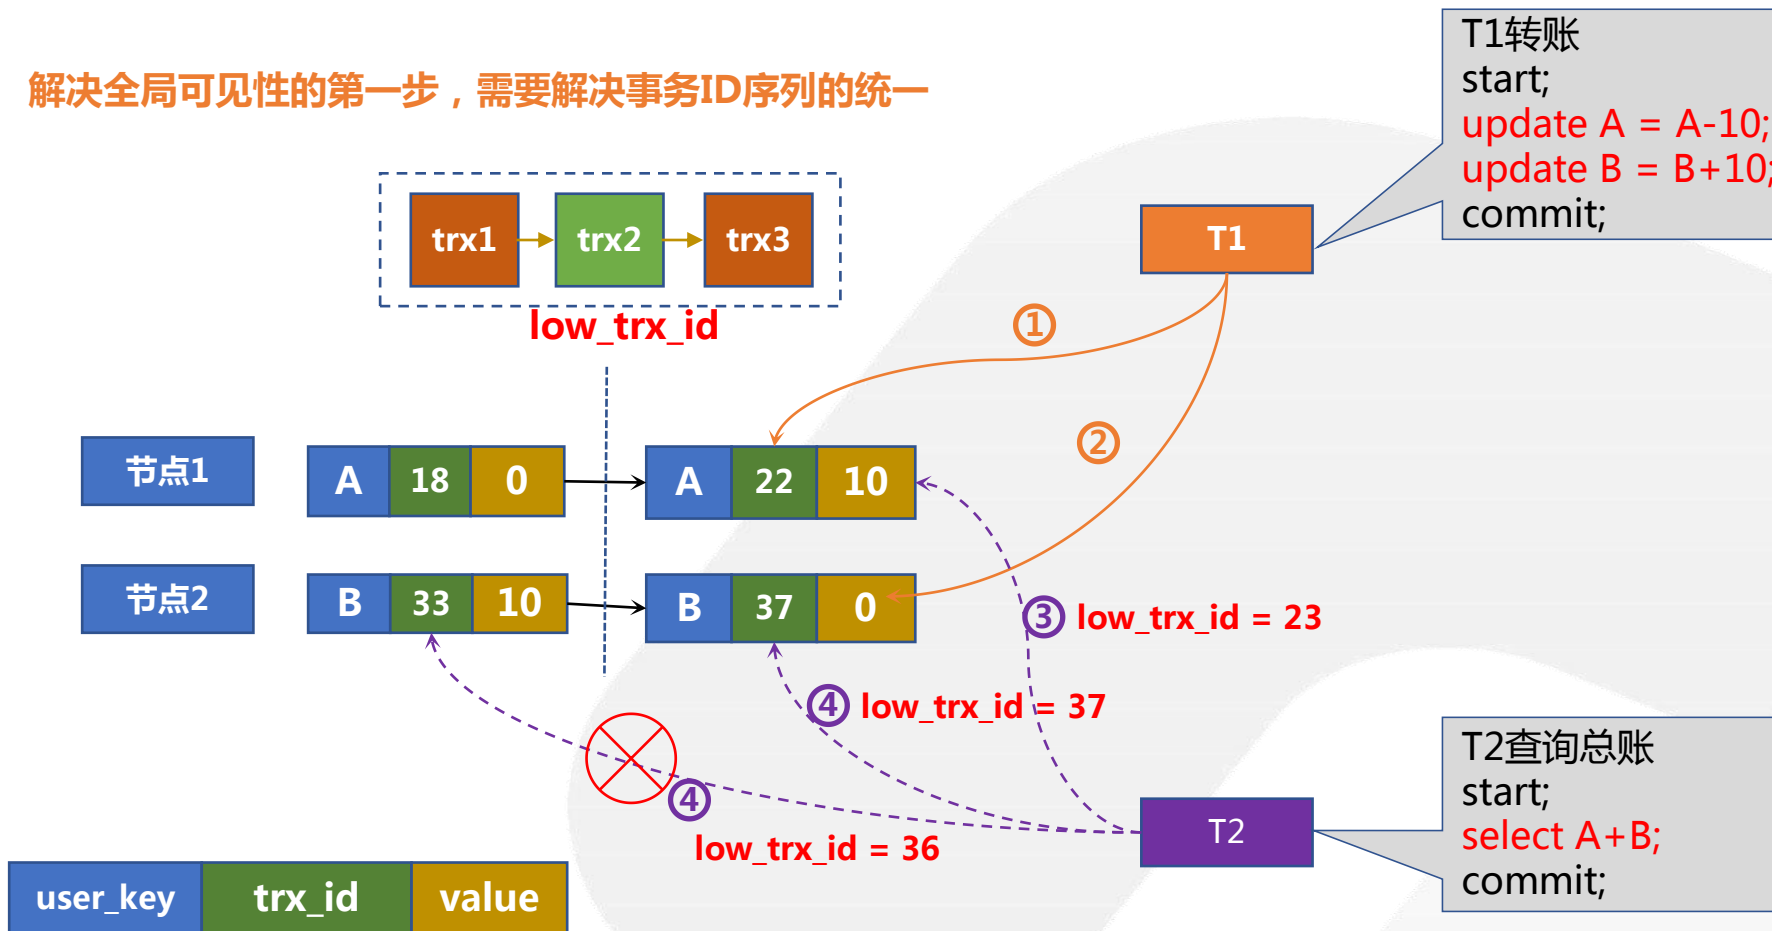 解决全局可见性的第一步，需要解决事务ID序列的统一
T1转账
start;
update A = A-10;
update B = B+10;
commit;
trx1 trx2 trx3
low_trx_id
T1
①
②
节点1 A 18 0 A 22 10
节点2 B 33 10 B 37 0
③ low_trx_id = 23
④ low_trx_id = 37
④
low_trx_id = 36
T2
T2查询总账
start;
select A+B;
commit;
user_key trx_id value